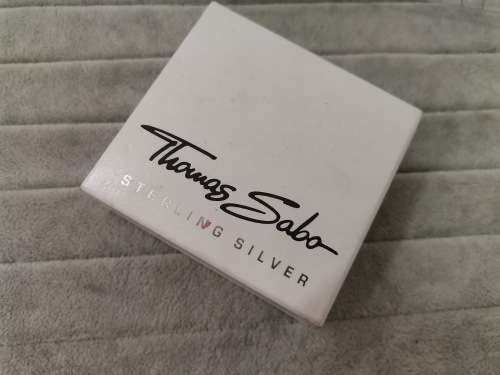 Thomas Sabo
STERLING SILVER